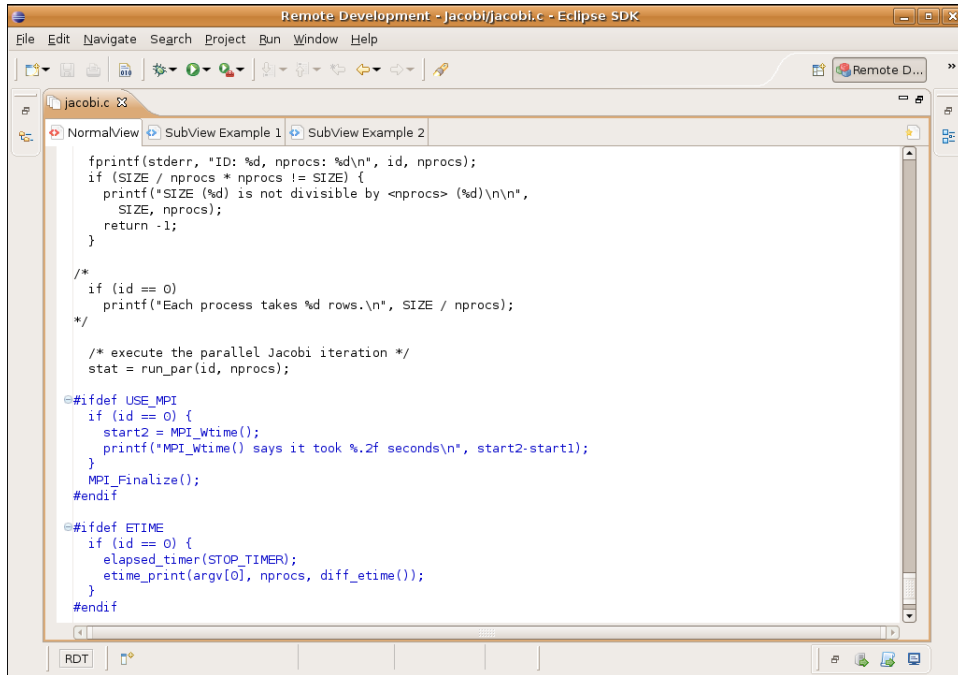 Remote Development - Jacobi/jacobi.c - Eclipse SDK
File Edit Navigate Search Project Run Window Help
Remote D... »
jacobi.c
NormalView SubView Example 1 SubView Example 2
fprintf(stderr, "ID: %d, nprocs: %d\n", id, nprocs);
if (SIZE / nprocs * nprocs != SIZE) {
printf("SIZE (%d) is not divisible by <nprocs> (%d)\n\n",
SIZE, nprocs);
return -1;
}
/*
if (id == 0)
printf("Each process takes %d rows.\n", SIZE / nprocs);
*/
/* execute the parallel Jacobi iteration */
stat = run_par(id, nprocs);
#ifdef USE_MPI
if (id == 0) {
start2 = MPI_Wtime();
printf("MPI_Wtime() says it took %.2f seconds\n", start2-start1);
}
MPI_Finalize();
#endif
#ifdef ETIME
if (id == 0) {
elapsed_timer(STOP_TIMER);
etime_print(argv[0], nprocs, diff_etime());
}
#endif
RDT